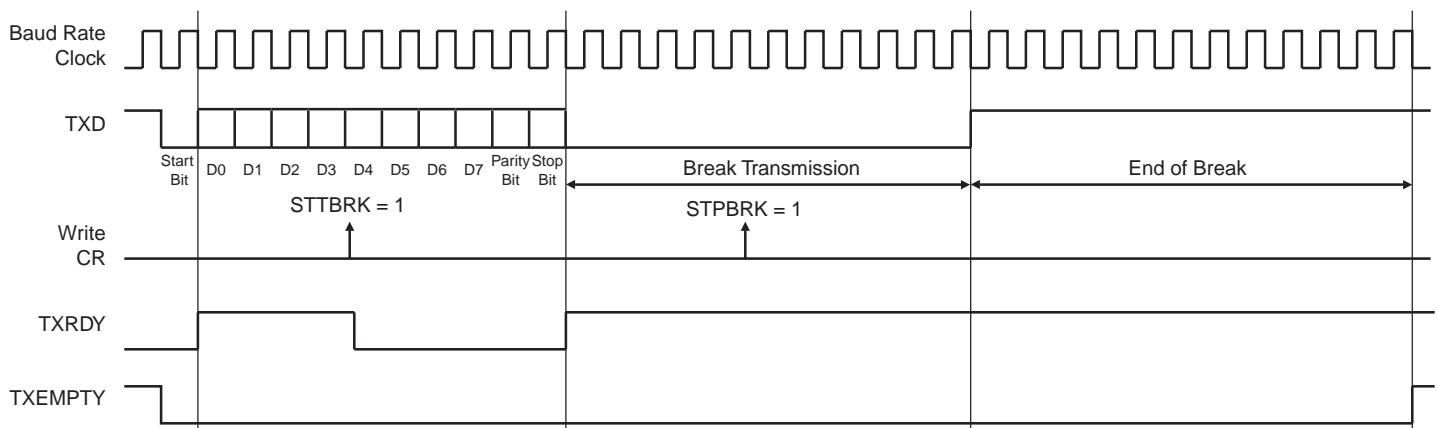 Baud Rate
Clock
TXD
Start
Bit
D0
D1
D2
D3
D4
D5
D6
D7
Parity
Bit
Stop
Bit
Break Transmission
End of Break
STTBRK = 1
STPBRK = 1
Write
CR
TXRDY
TXEMPTY